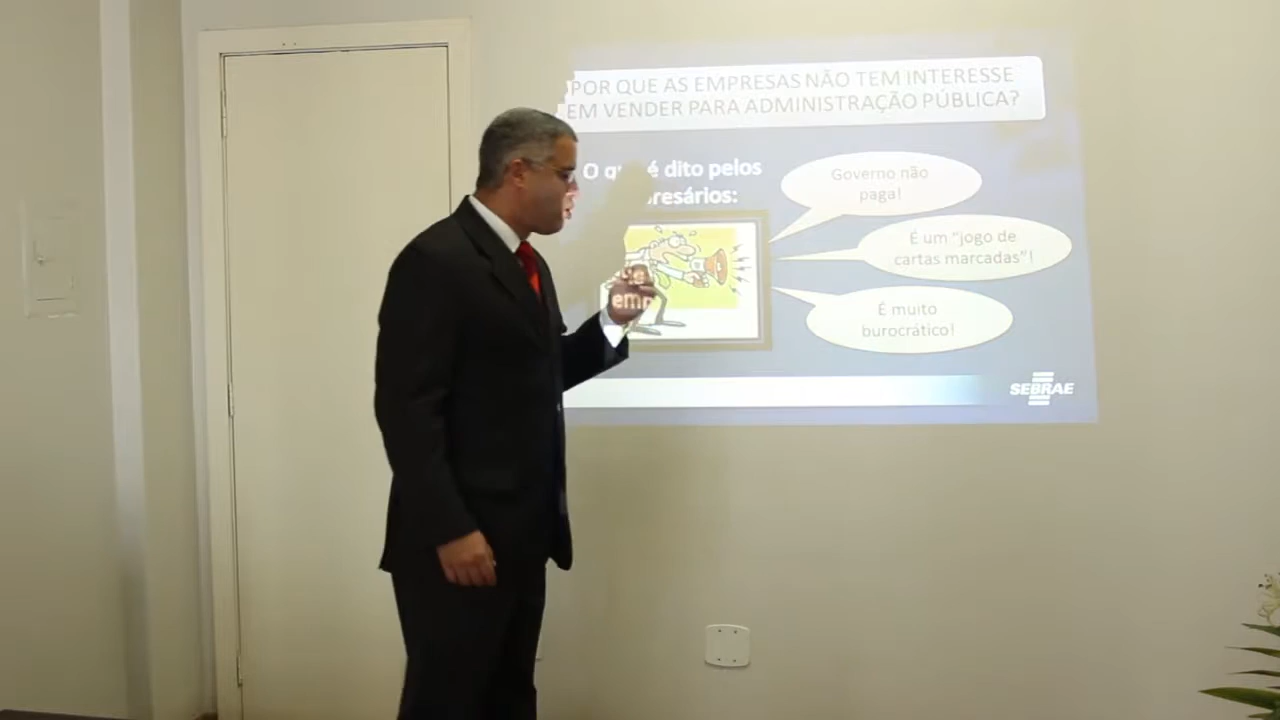 POR QUE AS EMPRESAS NÃO TEM INTERESSE
EM VENDER PARA ADMINISTRAÇÃO PÚBLICA?
O é dito pelos
Governo não
paga!
É um "jogo de
cartas marcadas"!
É muito
burocrático!
SEBRAE